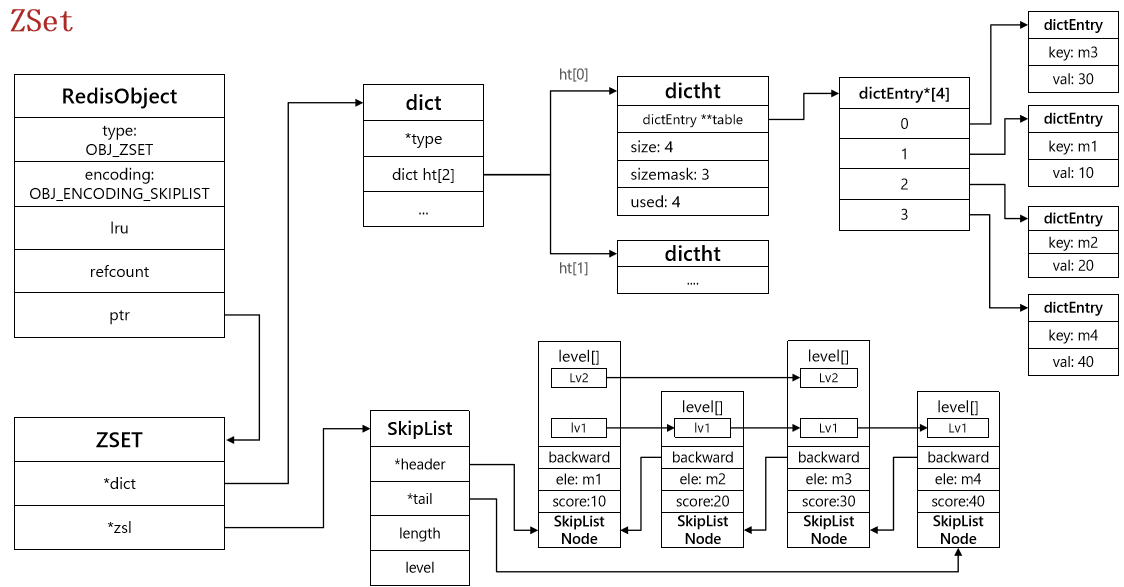 ZSet
RedisObject
type:
OBJ_ZSET
encoding:
OBJ_ENCODING_SKIPLIST
lru
refcount
ptr
ZSET
*dict
*zsl
dict
*type
dict ht[2]
...
ht[0]
ht[1]
dictht
dictEntry **table
size: 4
sizemask: 3
used: 4
dictht
....
dictEntry*[4]
0
1
2
3
dictEntry
key: m3
val: 30
dictEntry
key: m1
val: 10
dictEntry
key: m2
val: 20
dictEntry
key: m4
val: 40
SkipList
*header
*tail
length
level
level[]
Lv2
lv1
backward
ele: m1
score:10
SkipList
Node
level[]
lv1
backward
ele: m2
score:20
SkipList
Node
level[]
Lv2
Lv1
backward
ele: m3
score:30
SkipList
Node
level[]
Lv1
backward
ele: m4
score:40
SkipList
Node